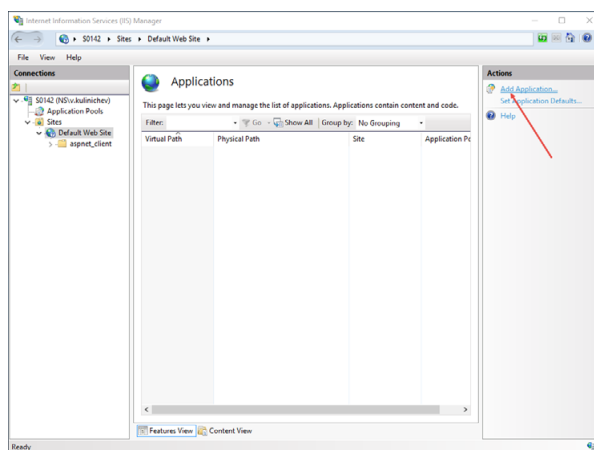 Internet Information Services (IIS) Manager
S0142 Sites Default Web Site
File View Help
Connections
S0142 (NS\v.kulinichev)
Application Pools
Sites
Default Web Site
aspnet_client
Applications
This page lets you view and manage the list of applications. Applications contain content and code.
Filter: Go Show All Group by: No Grouping
Virtual Path Physical Path Site Application Po
Features View Content View
Actions
Add Application...
Set Application Defaults...
Help
Ready